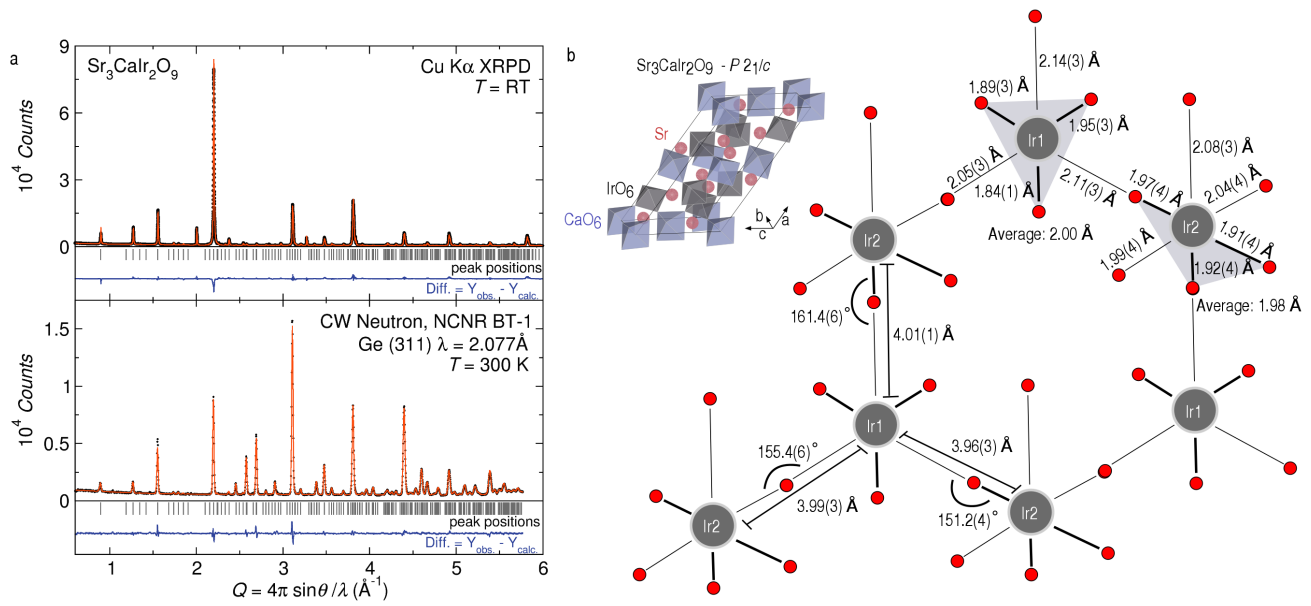 a
Sr3CaIr2O9
Cu Kα XRPD
T = RT
9
6
3
0
10^4 Counts
peak positions
Diff. = Yobs. - Ycalc.
CW Neutron, NCNR BT-1
Ge (311) λ = 2.077Å
T = 300 K
1.5
1
0.5
0
10^4 Counts
peak positions
Diff. = Yobs. - Ycalc.
1 2 3 4 5 6
Q = 4π sinθ/λ (Å^-1)
b
Sr3CaIr2O9 - P 21/c
Sr
IrO6
CaO6
b
a
c
2.14(3) Å
1.89(3) Å
1.95(3) Å
Ir1
2.05(3) Å
1.84(1) Å
2.11(3) Å
Average: 2.00 Å
2.08(3) Å
1.97(4) Å
2.04(4) Å
Ir2
1.99(4) Å
1.91(4) Å
1.92(4) Å
Average: 1.98 Å
Ir2
161.4(6)°
4.01(1) Å
Ir1
Ir1
155.4(6)°
3.96(3) Å
3.99(3) Å
151.2(4)°
Ir2
Ir2